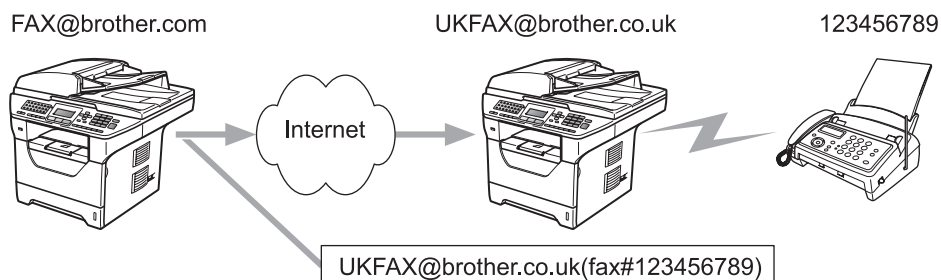 FAX@brother.com
UKFAX@brother.co.uk
123456789
Internet
UKFAX@brother.co.uk(fax#123456789)